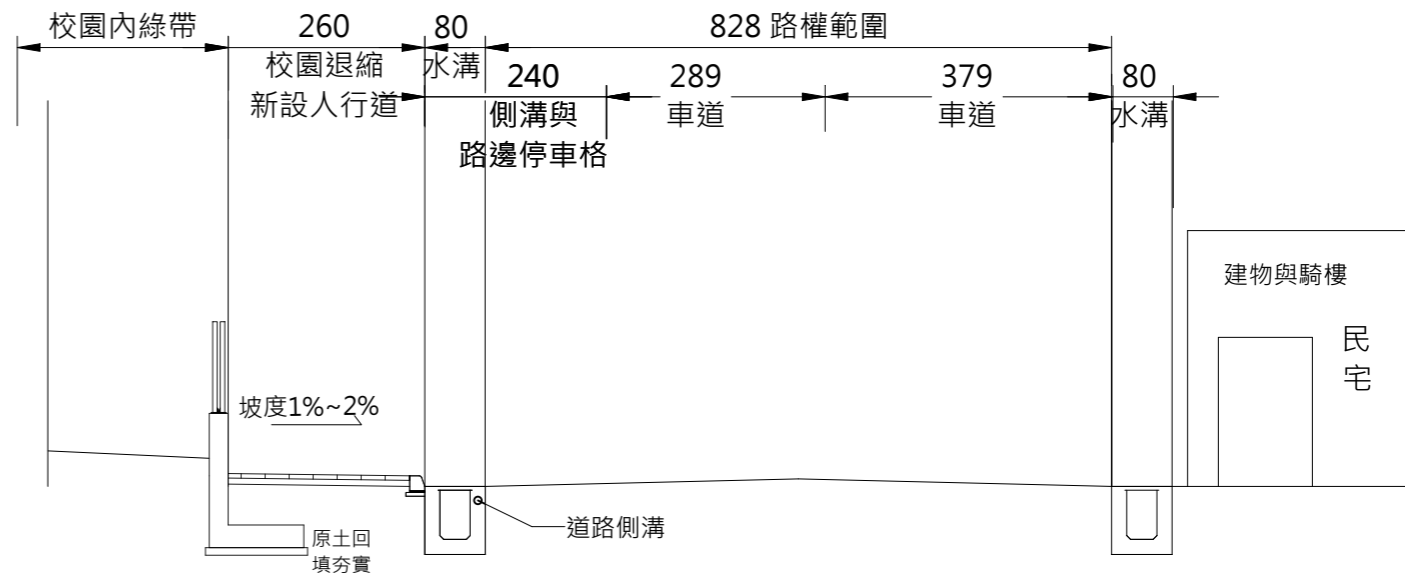 校園內綠帶
260
80
828 路權範圍
校園退縮
新設人行道
水溝
240
側溝與
路邊停車格
289
車道
379
車道
80
水溝
建物與騎樓
民
宅
坡度1%~2%
道路側溝
原土回
填夯實